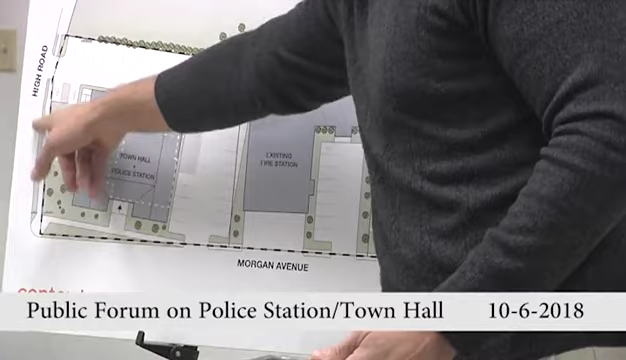 HIGH ROAD
TOWN HALL
+
POLICE STATION
EXISTING
FIRE STATION
MORGAN AVENUE
Public Forum on Police Station/Town Hall 10-6-2018